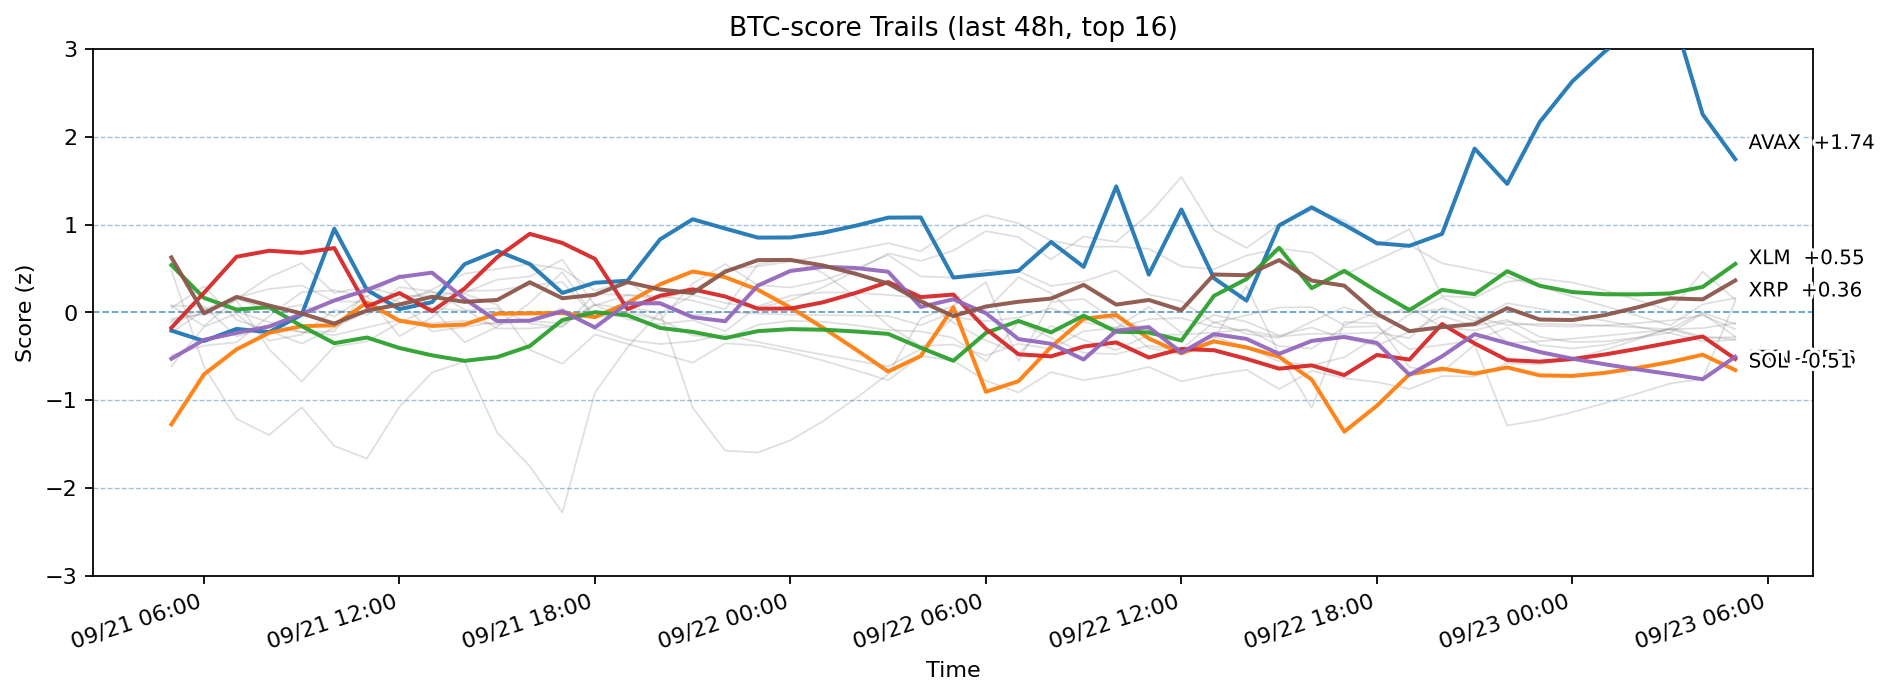 BTC-score Trails (last 48h, top 16)
Score (z)
3
2
1
0
−1
−2
−3
AVAX +1.74
XLM +0.55
XRP +0.36
SOL -0.51
09/21 06:00
09/21 12:00
09/21 18:00
09/22 00:00
09/22 06:00
09/22 12:00
09/22 18:00
09/23 00:00
09/23 06:00
Time